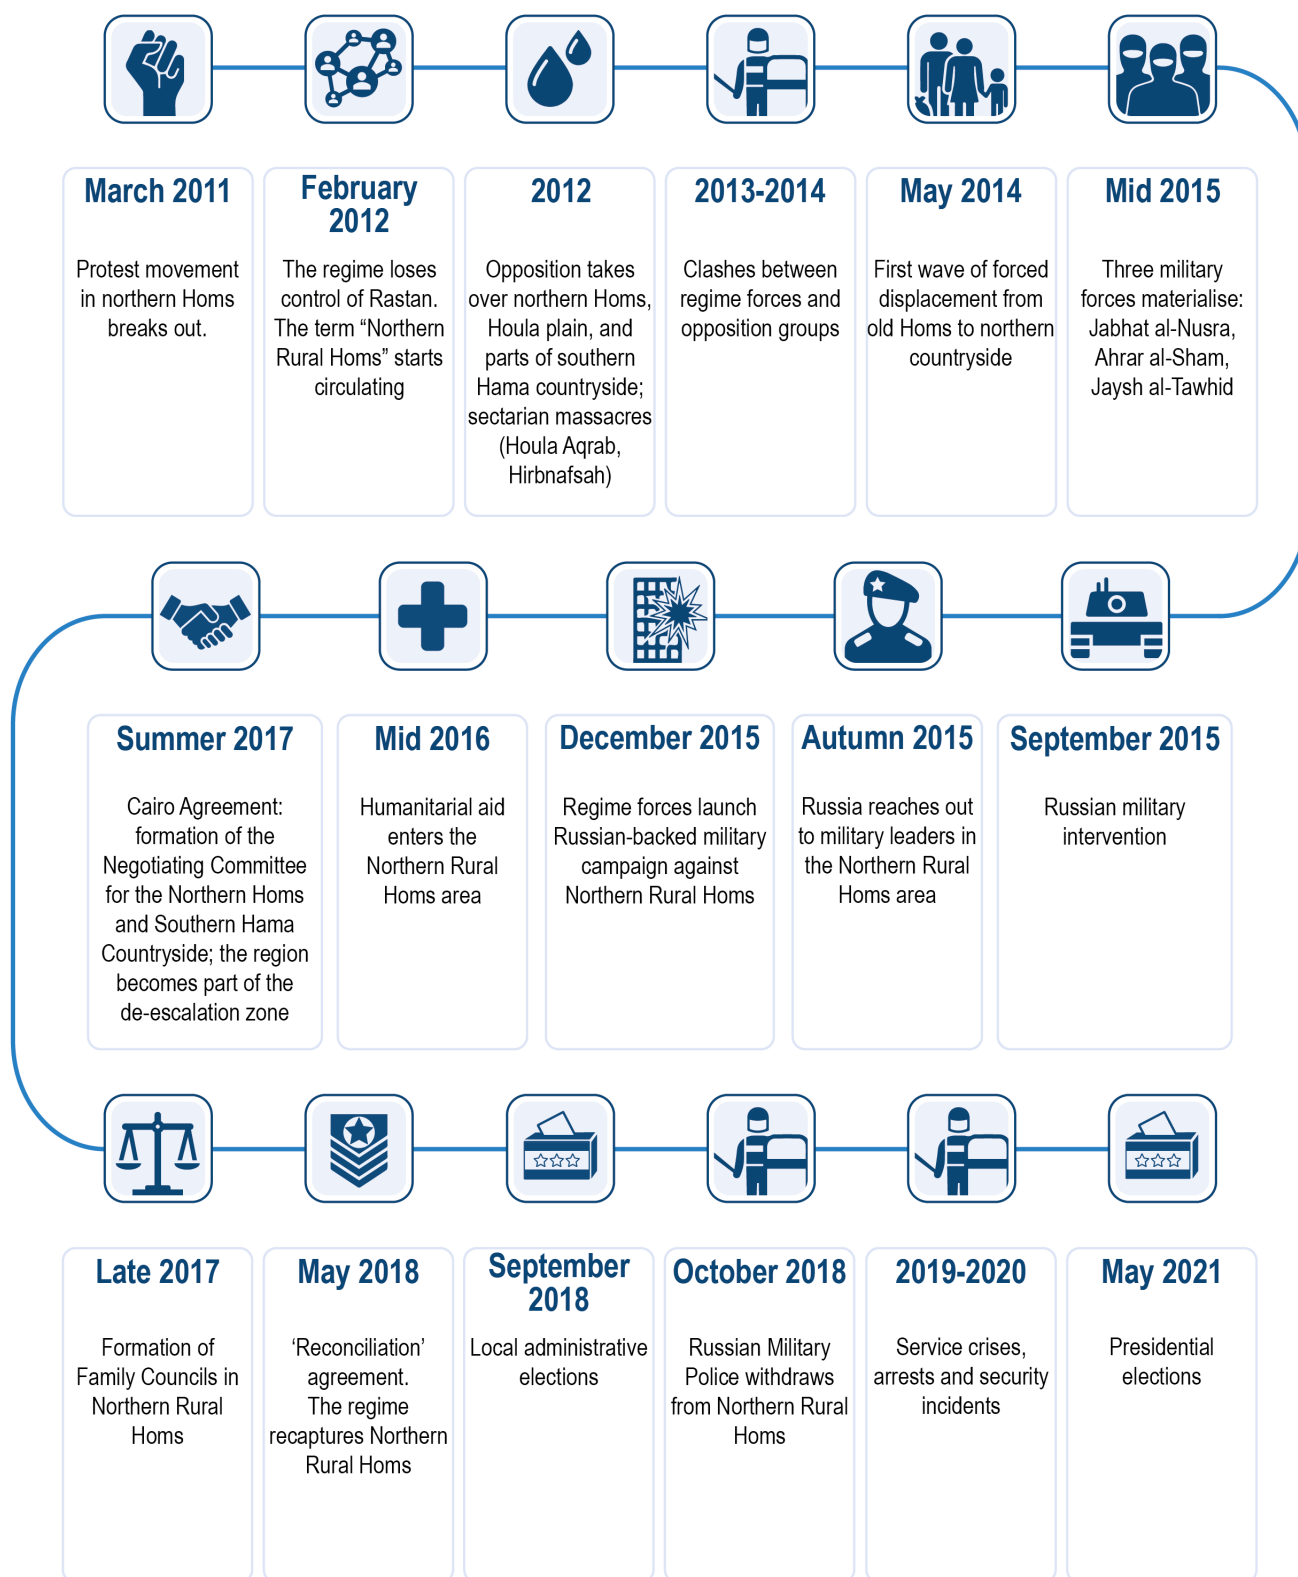 March 2011
Protest movement
in northern Homs
breaks out.
February
2012
The regime loses
control of Rastan.
The term “Northern
Rural Homs” starts
circulating
2012
Opposition takes
over northern Homs,
Houla plain, and
parts of southern
Hama countryside;
sectarian massacres
(Houla Aqrab,
Hirbnafsah)
2013-2014
Clashes between
regime forces and
opposition groups
May 2014
First wave of forced
displacement from
old Homs to northern
countryside
Mid 2015
Three military
forces materialise:
Jabhat al-Nusra,
Ahrar al-Sham,
Jaysh al-Tawhid
Summer 2017
Cairo Agreement:
formation of the
Negotiating Committee
for the Northern Homs
and Southern Hama
Countryside; the region
becomes part of the
de-escalation zone
Mid 2016
Humanitarial aid
enters the
Northern Rural
Homs area
December 2015
Regime forces launch
Russian-backed military
campaign against
Northern Rural Homs
Autumn 2015
Russia reaches out
to military leaders in
the Northern Rural
Homs area
September 2015
Russian military
intervention
Late 2017
Formation of
Family Councils in
Northern Rural
Homs
May 2018
‘Reconciliation’
agreement.
The regime
recaptures Northern
Rural Homs
September
2018
Local administrative
elections
October 2018
Russian Military
Police withdraws
from Northern Rural
Homs
2019-2020
Service crises,
arrests and security
incidents
May 2021
Presidential
elections